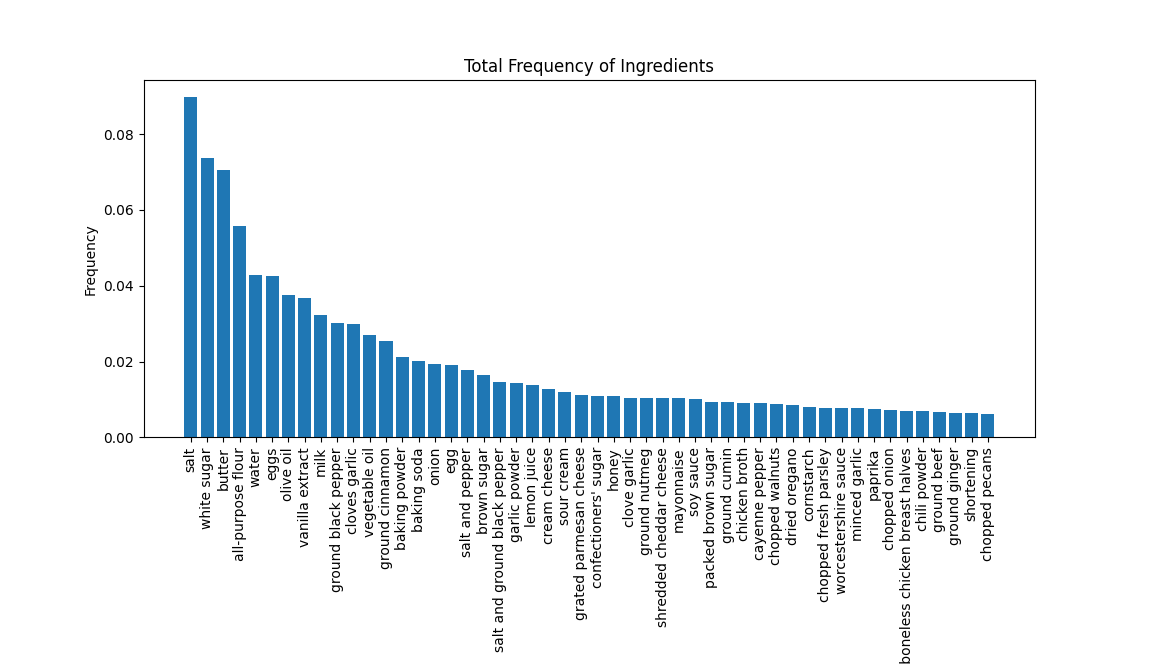 Total Frequency of Ingredients
Frequency
0.08
0.06
0.04
0.02
0.00
salt
white sugar
butter
all-purpose flour
water
eggs
olive oil
vanilla extract
milk
ground black pepper
cloves garlic
vegetable oil
ground cinnamon
baking powder
baking soda
onion
egg
salt and pepper
brown sugar
salt and ground black pepper
garlic powder
lemon juice
cream cheese
sour cream
grated parmesan cheese
confectioners' sugar
honey
clove garlic
ground nutmeg
shredded cheddar cheese
mayonnaise
soy sauce
packed brown sugar
ground cumin
chicken broth
cayenne pepper
chopped walnuts
dried oregano
cornstarch
chopped fresh parsley
worcestershire sauce
minced garlic
paprika
chopped onion
boneless chicken breast halves
chili powder
ground beef
ground ginger
shortening
chopped pecans